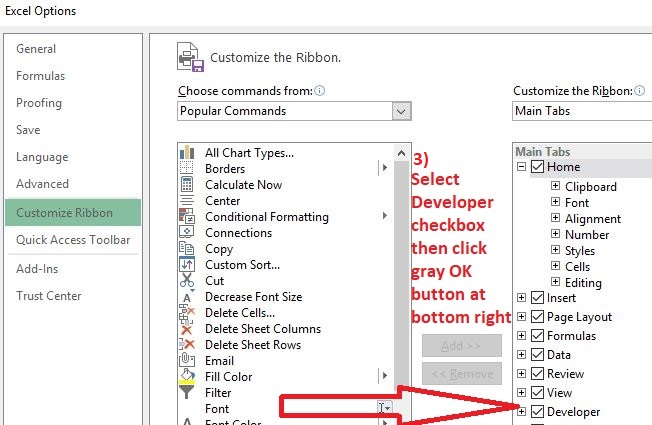 Excel Options
General
Formulas
Proofing
Save
Language
Advanced
Customize Ribbon
Quick Access Toolbar
Add-Ins
Trust Center
Customize the Ribbon.
Choose commands from:
Popular Commands
All Chart Types...
Borders
Calculate Now
Center
Conditional Formatting
Connections
Copy
Custom Sort...
Cut
Decrease Font Size
Delete Cells...
Delete Sheet Columns
Delete Sheet Rows
Email
Fill Color
Filter
Font
Font Color
3)
Select
Developer
checkbox
then click
gray OK
button at
bottom right
Add >>
<< Remove
Customize the Ribbon:
Main Tabs
Main Tabs
Home
Clipboard
Font
Alignment
Number
Styles
Cells
Editing
Insert
Page Layout
Formulas
Data
Review
View
Developer